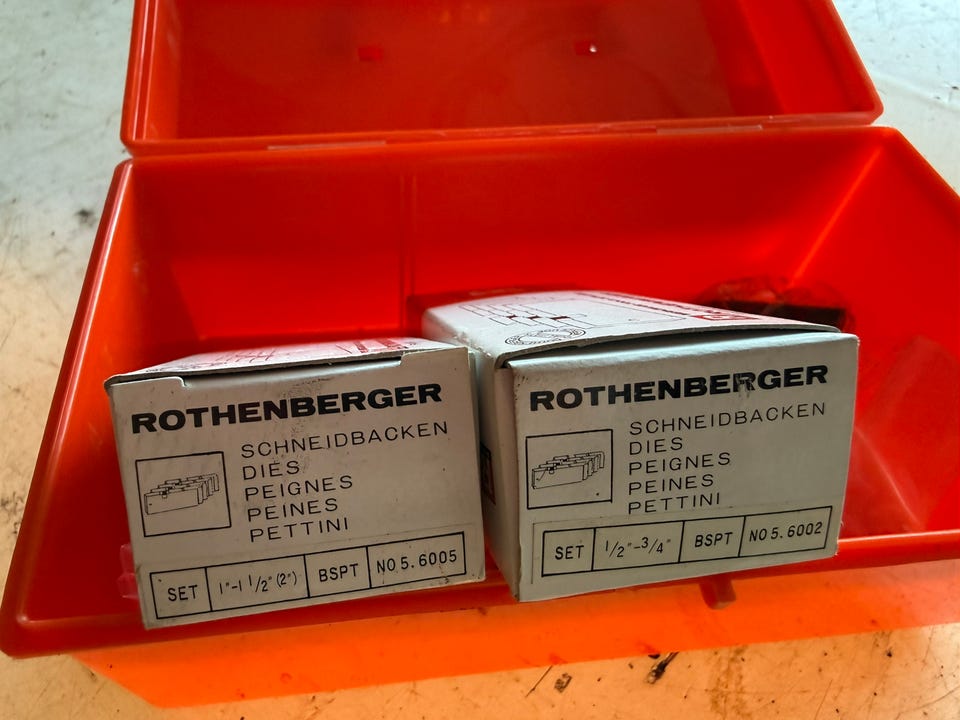 ROTHENBERGER
SCHNEIDBACKEN
DIES
PEIGNES
PEINES
PETTINI
SET 1"-1 1/2" (2") BSPT NO 5.6005
ROTHENBERGER
SCHNEIDBACKEN
DIES
PEIGNES
PEINES
PETTINI
SET 1/2"-3/4" BSPT NO 5.6002